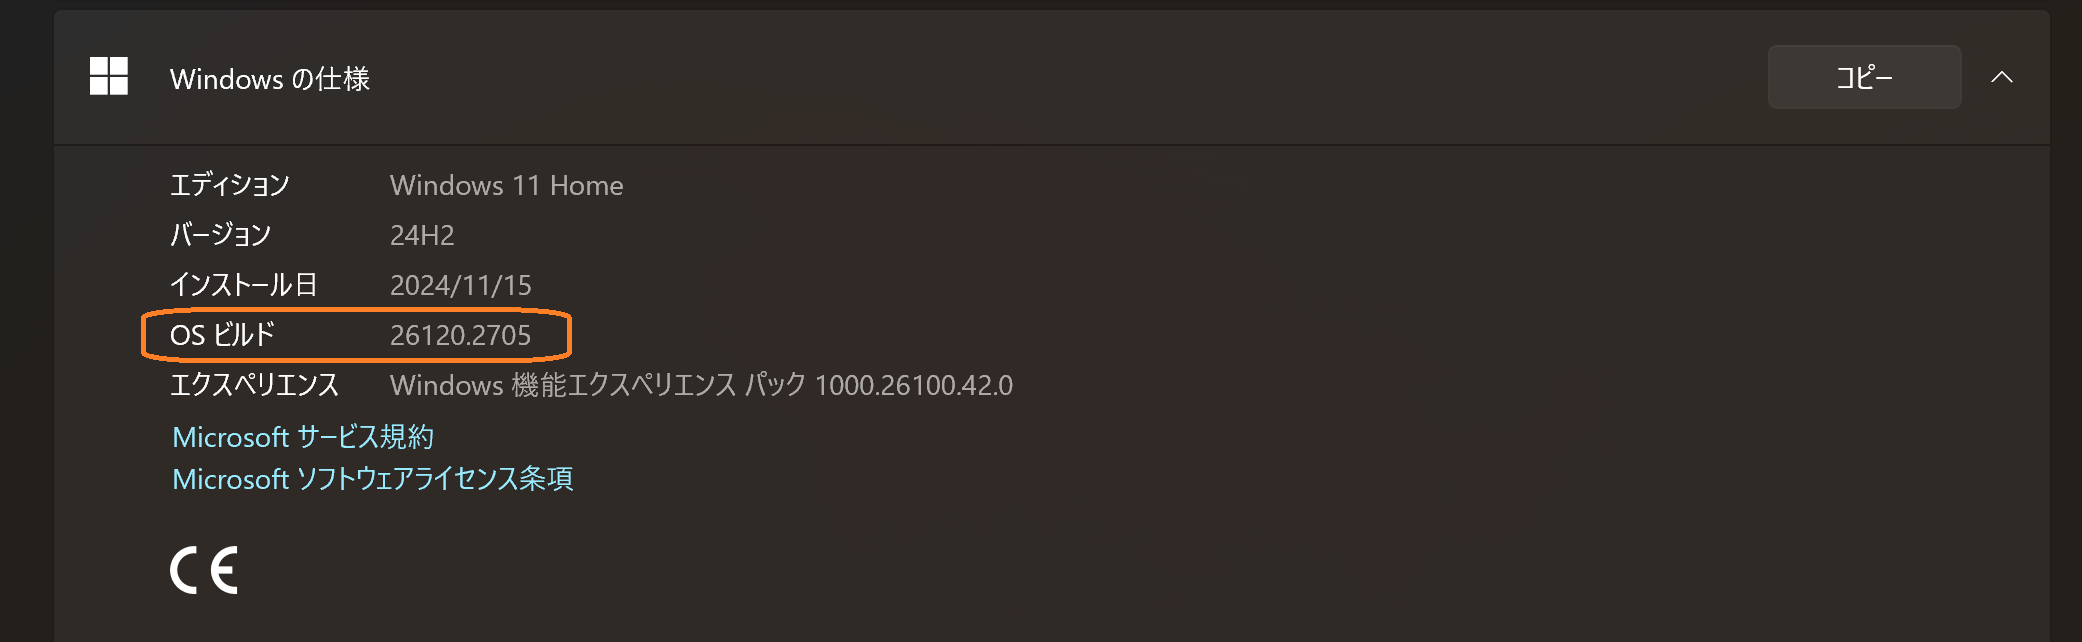 Windows の仕様
コピー
エディション Windows 11 Home
バージョン 24H2
インストール日 2024/11/15
OS ビルド 26120.2705
エクスペリエンス Windows 機能エクスペリエンス パック 1000.26100.42.0
Microsoft サービス規約
Microsoft ソフトウェアライセンス条項
CE